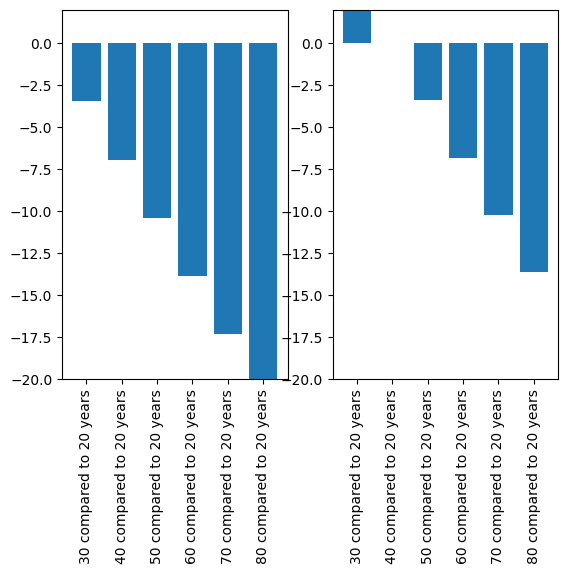 0.0
−2.5
−5.0
−7.5
−10.0
−12.5
−15.0
−17.5
−20.0
30 compared to 20 years
40 compared to 20 years
50 compared to 20 years
60 compared to 20 years
70 compared to 20 years
80 compared to 20 years
0.0
−2.5
−5.0
−7.5
−10.0
−12.5
−15.0
−17.5
−20.0
30 compared to 20 years
40 compared to 20 years
50 compared to 20 years
60 compared to 20 years
70 compared to 20 years
80 compared to 20 years